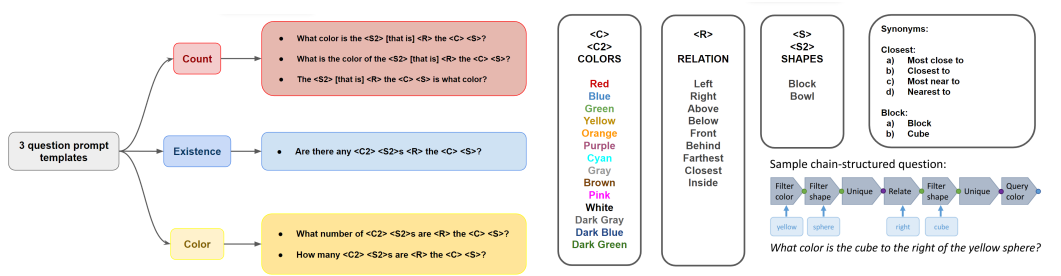 3 question prompt
templates
Count
● What color is the <S2> [that is] <R> the <C> <S>?
● What is the color of the <S2> [that is] <R> the <C> <S>?
● The <S2> [that is] <R> the <C> <S> is what color?
Existence
● Are there any <C2> <S2>s <R> the <C> <S>?
Color
● What number of <C2> <S2>s are <R> the <C> <S>?
● How many <C2> <S2>s are <R> the <C> <S>?
<C>
<C2>
COLORS
Red
Blue
Green
Yellow
Orange
Purple
Cyan
Gray
Brown
Pink
White
Dark Gray
Dark Blue
Dark Green
<R>
RELATION
Left
Right
Above
Below
Front
Behind
Farthest
Closest
Inside
<S>
<S2>
SHAPES
Block
Bowl
Synonyms:
Closest:
a) Most close to
b) Closest to
c) Most near to
d) Nearest to
Block:
a) Block
b) Cube
Sample chain-structured question:
Filter
color
Filter
shape
Unique
Relate
Filter
shape
Unique
Query
color
yellow
sphere
right
cube
What color is the cube to the right of the yellow sphere?